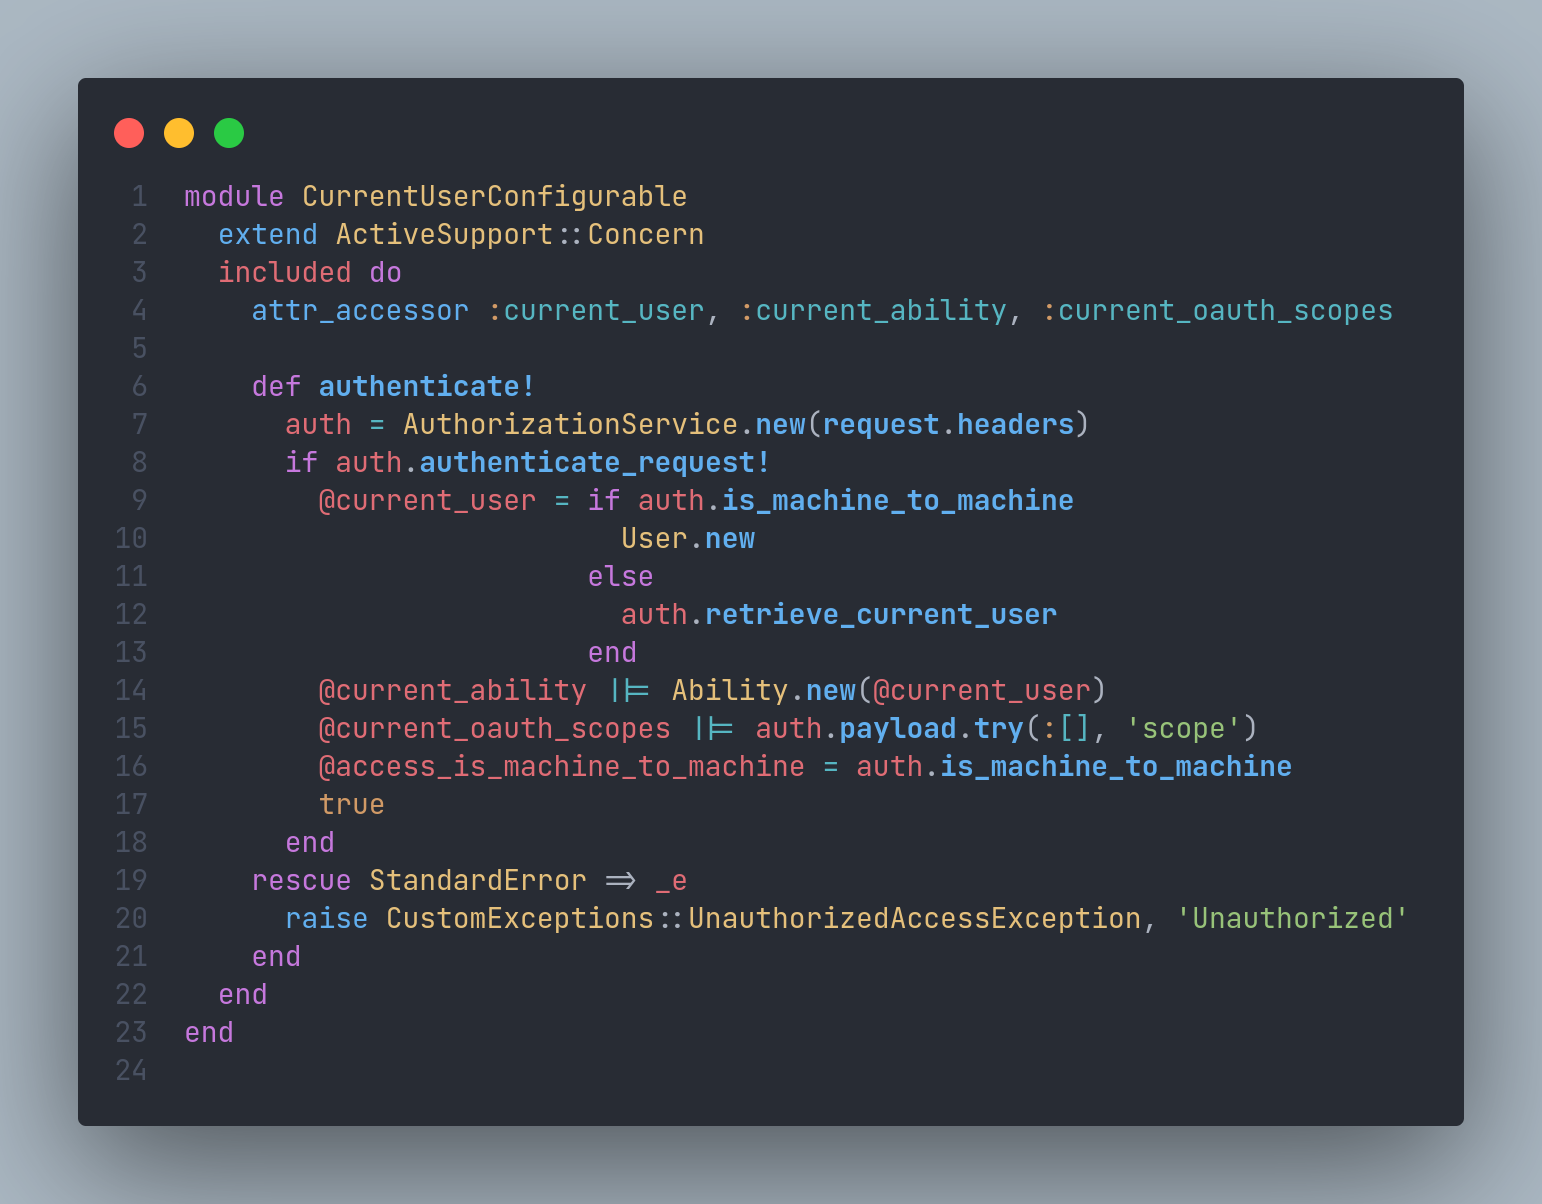 1 module CurrentUserConfigurable
2   extend ActiveSupport::Concern
3   included do
4     attr_accessor :current_user, :current_ability, :current_oauth_scopes
5
6     def authenticate!
7       auth = AuthorizationService.new(request.headers)
8       if auth.authenticate_request!
9         @current_user = if auth.is_machine_to_machine
10                           User.new
11                         else
12                           auth.retrieve_current_user
13                         end
14         @current_ability ||= Ability.new(@current_user)
15         @current_oauth_scopes ||= auth.payload.try(:[], 'scope')
16         @access_is_machine_to_machine = auth.is_machine_to_machine
17         true
18       end
19     rescue StandardError => _e
20       raise CustomExceptions::UnauthorizedAccessException, 'Unauthorized'
21     end
22   end
23 end
24